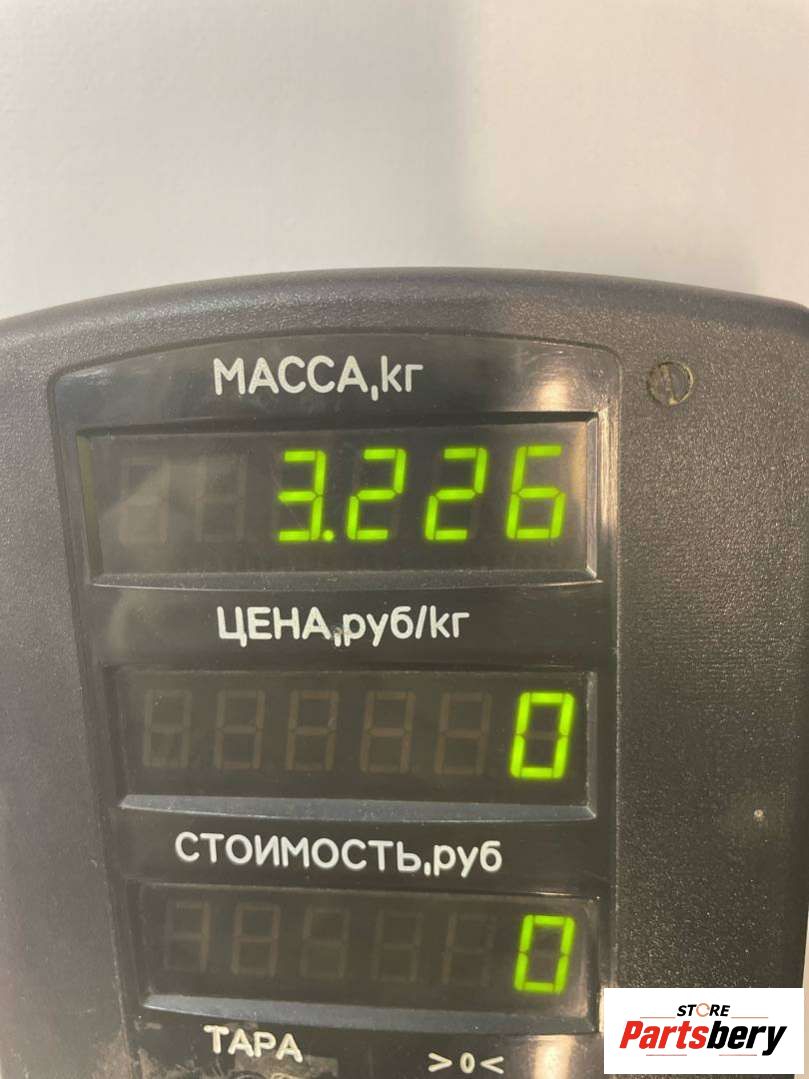 МАССА,кг
3.226
ЦЕНА,руб/кг
0
СТОИМОСТЬ,руб
0
ТАРА >0<
STORE
Partsbery